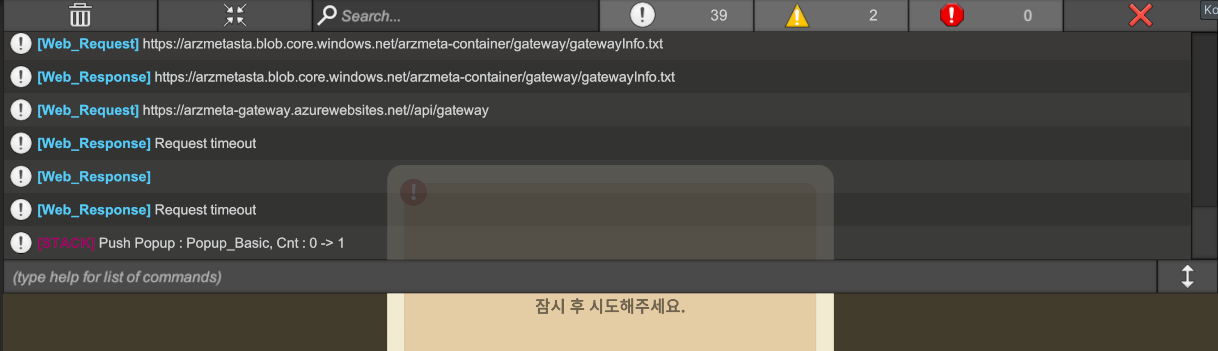 Search...
39
2
0
Ko
[Web_Request] https://arzmetasta.blob.core.windows.net/arzmeta-container/gateway/gatewayInfo.txt
[Web_Response] https://arzmetasta.blob.core.windows.net/arzmeta-container/gateway/gatewayInfo.txt
[Web_Request] https://arzmeta-gateway.azurewebsites.net//api/gateway
[Web_Response] Request timeout
[Web_Response]
[Web_Response] Request timeout
[STACK] Push Popup : Popup_Basic, Cnt : 0 -> 1
(type help for list of commands)
잠시 후 시도해주세요.